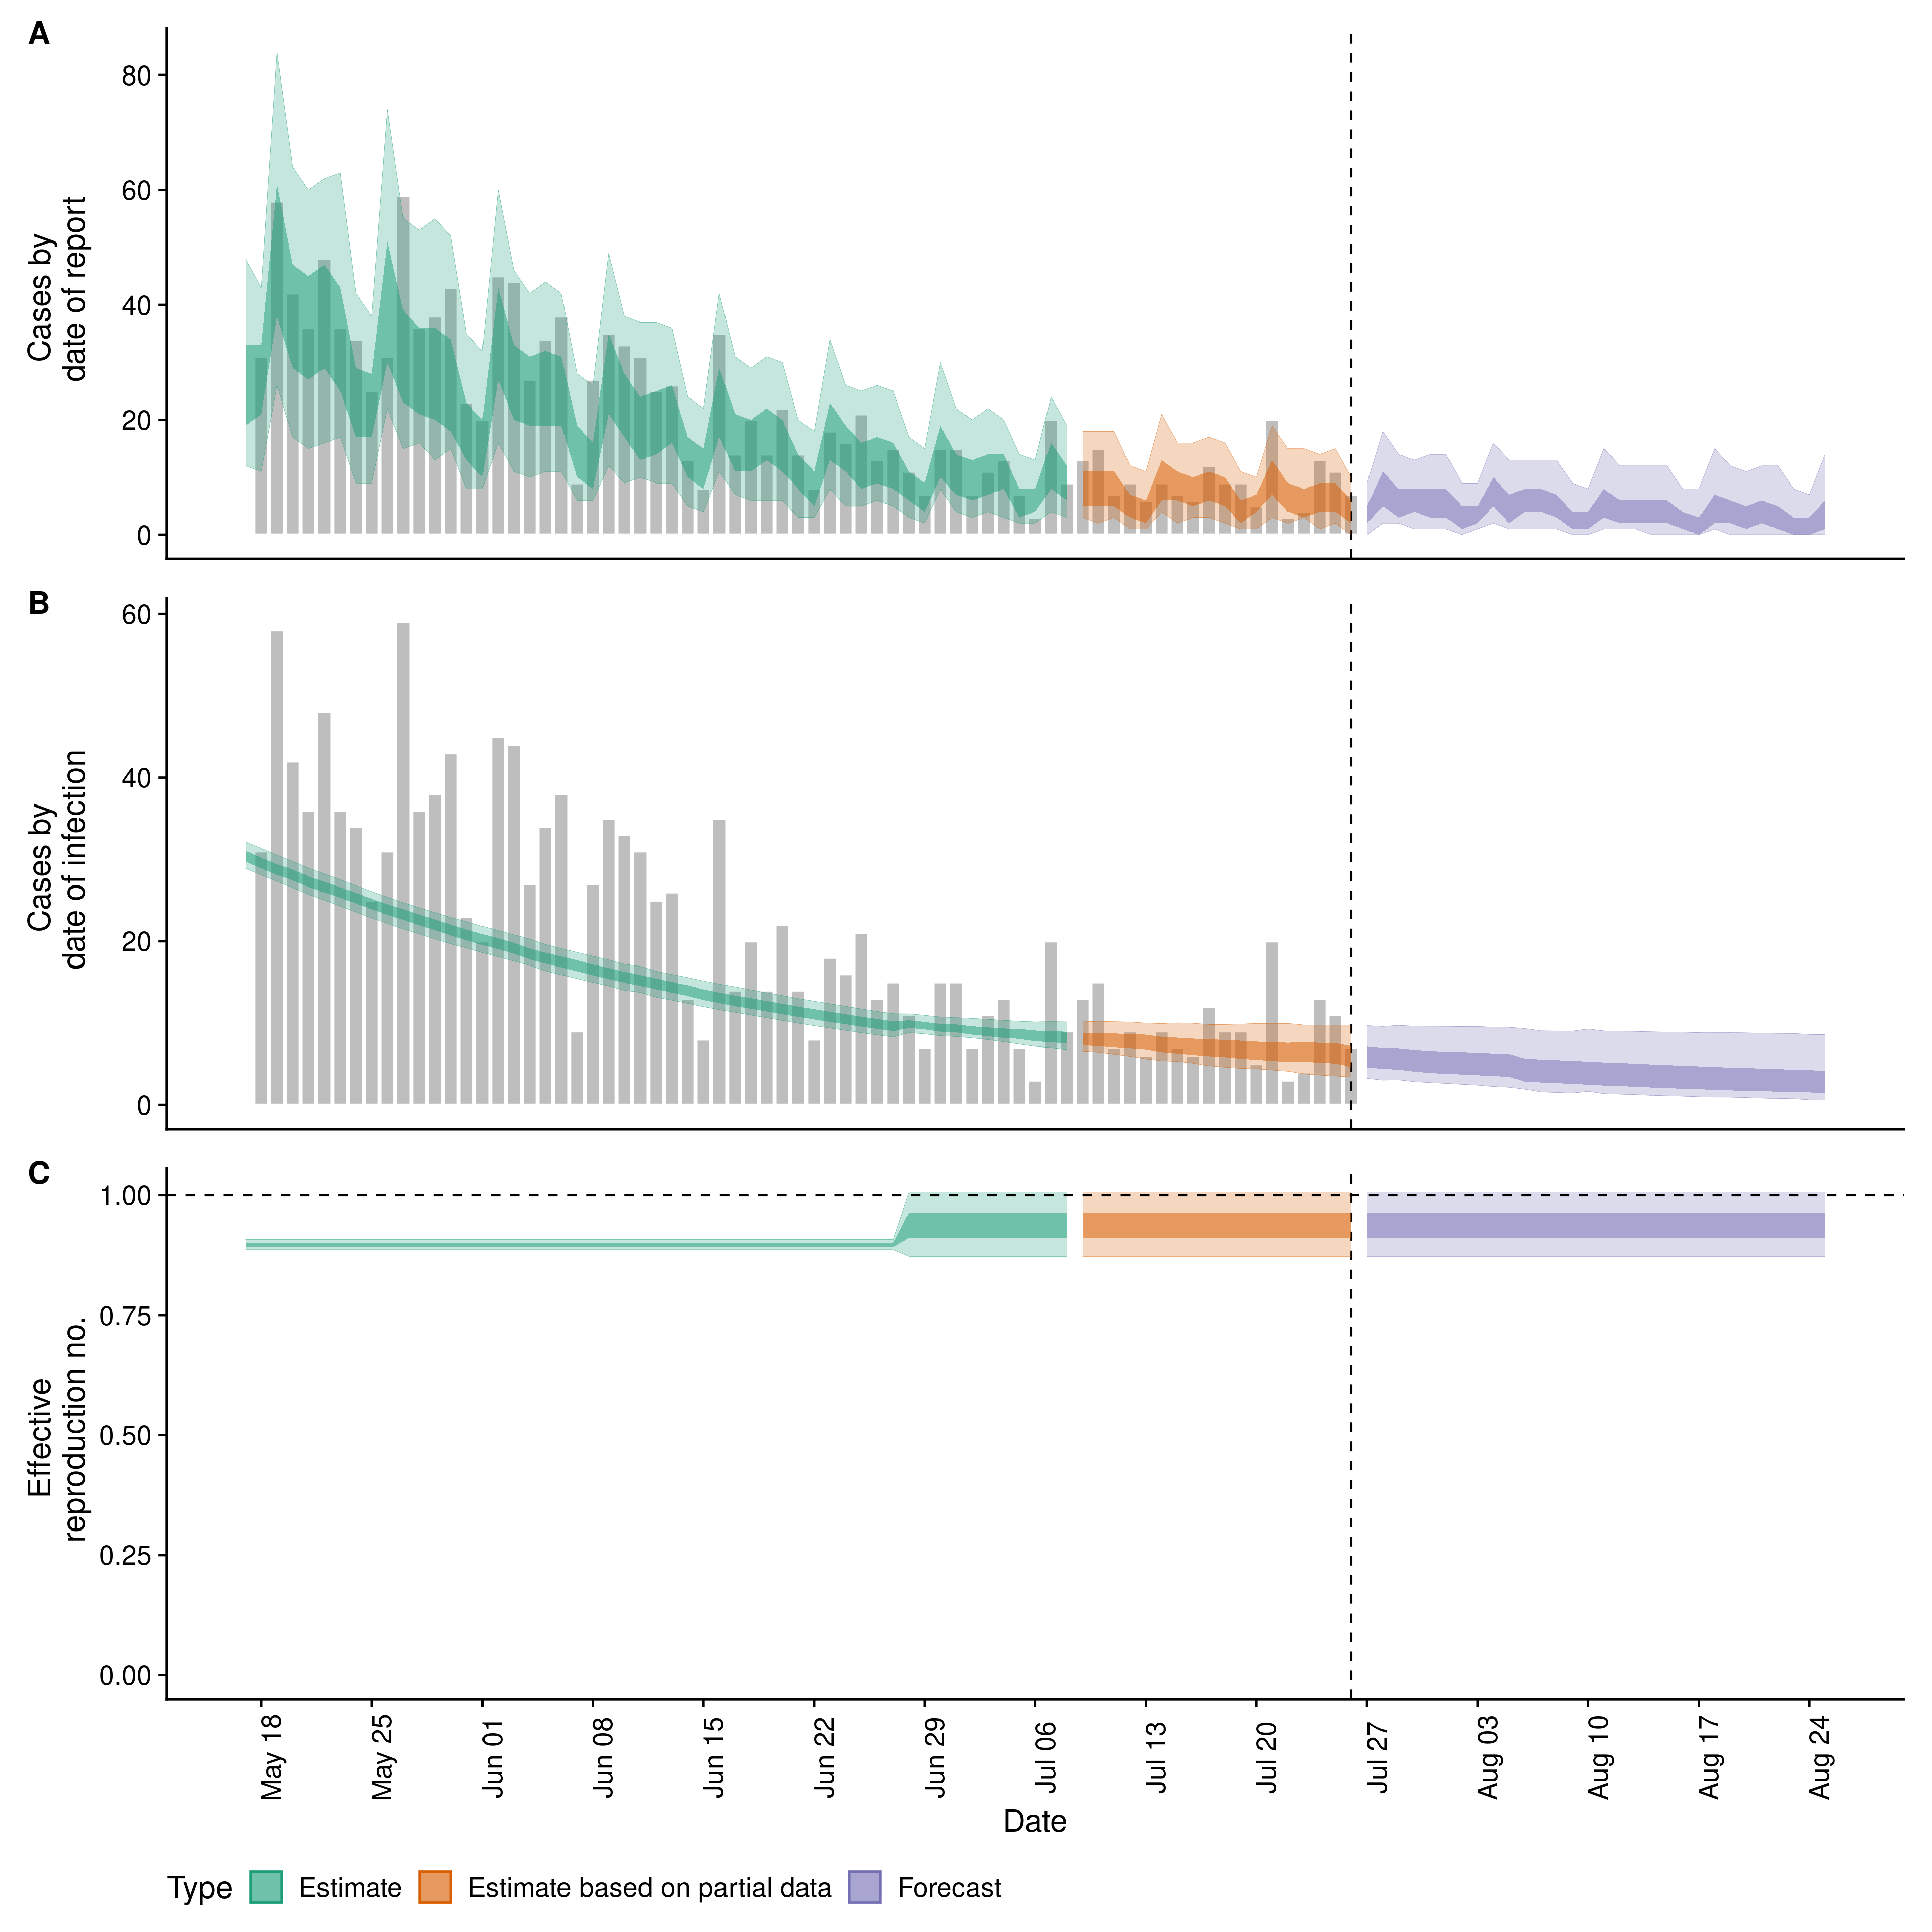 A
80
60
40
20
0
Cases by
date of report
B
60
40
20
0
Cases by
date of infection
C
1.00
0.75
0.50
0.25
0.00
Effective
reproduction no.
May 18
May 25
Jun 01
Jun 08
Jun 15
Jun 22
Jun 29
Jul 06
Jul 13
Jul 20
Jul 27
Aug 03
Aug 10
Aug 17
Aug 24
Date
Type Estimate Estimate based on partial data Forecast